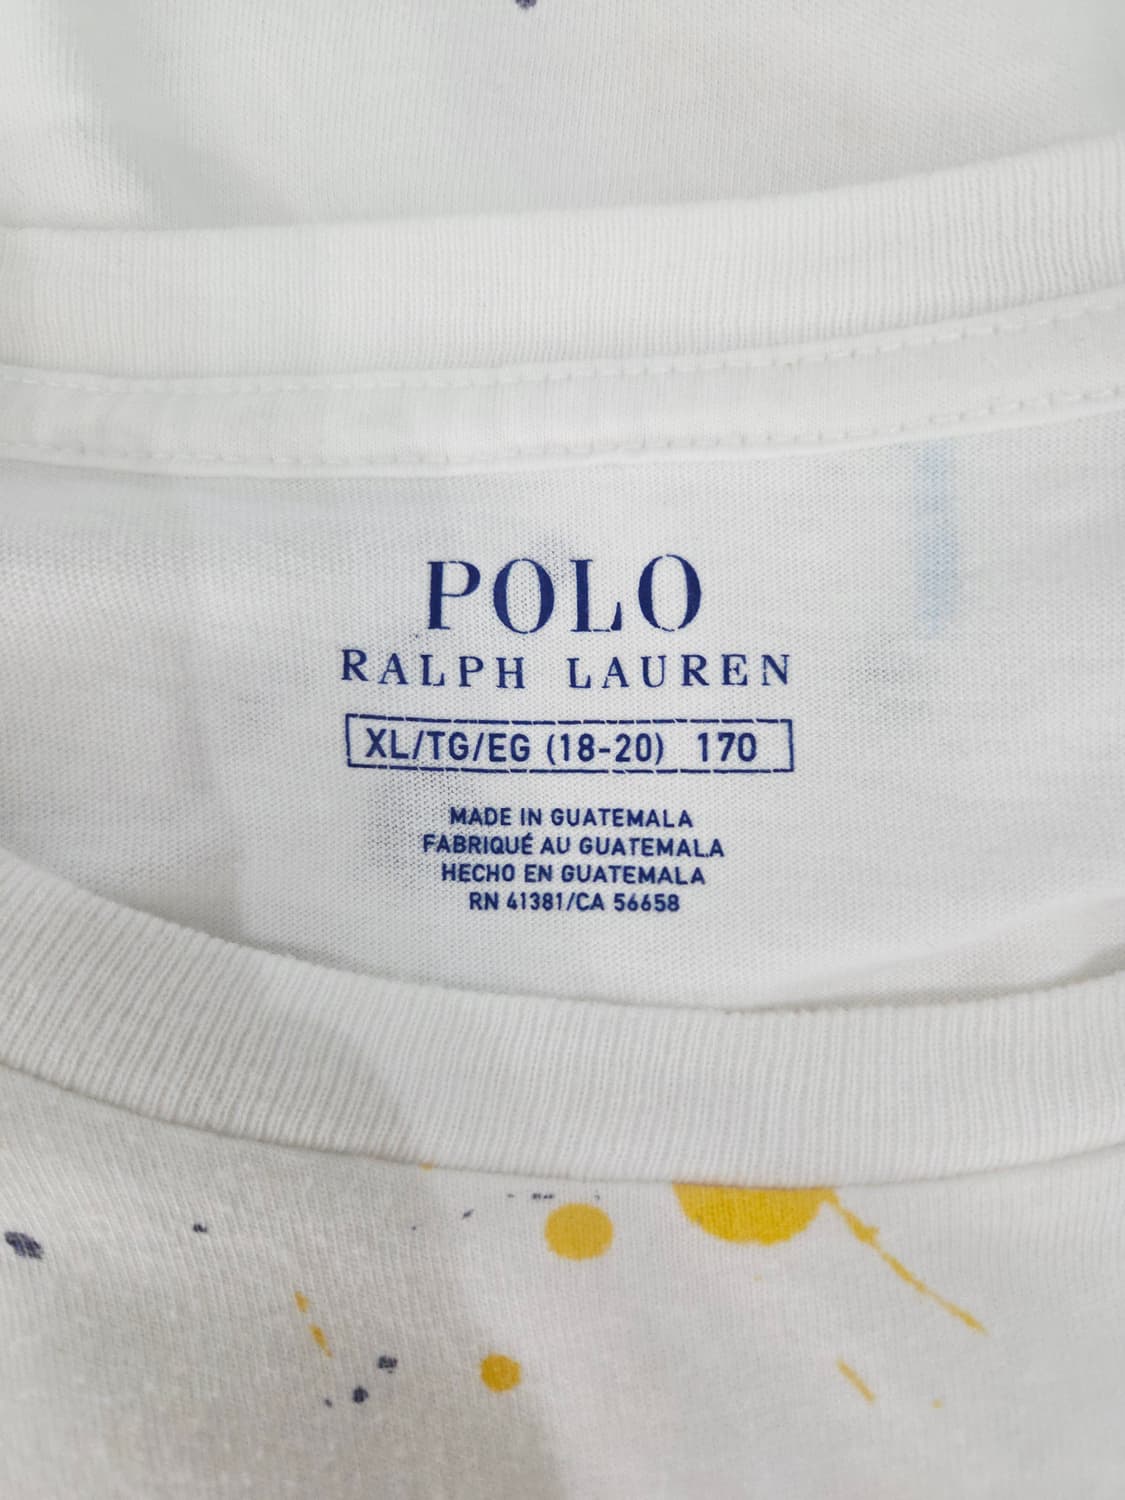 POLO
RALPH LAUREN
XL/TG/EG (18-20) 170
MADE IN GUATEMALA
FABRIQUÉ AU GUATEMALA
HECHO EN GUATEMALA
RN 41381/CA 56658